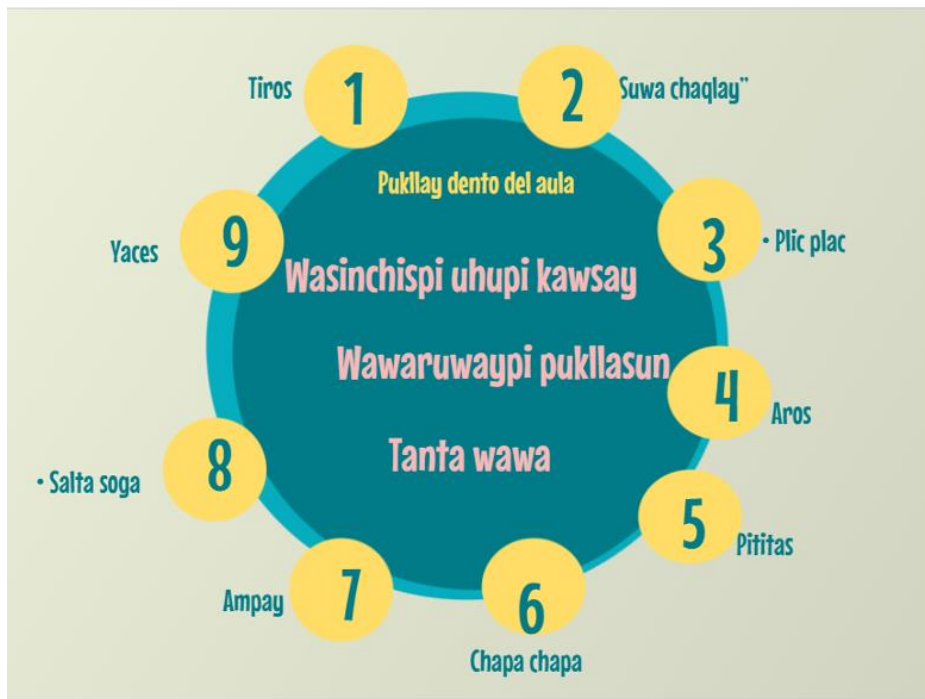 Tiros
1
2
Suwa chaqlay”
Pukllay dento del aula
Yaces
9
3
• Plic plac
Wasinchispi uhupi kawsay
Wawaruwaypi pukllasun
4
Aros
Tanta wawa
• Salta soga
8
5
Pititas
Ampay
7
6
Chapa chapa